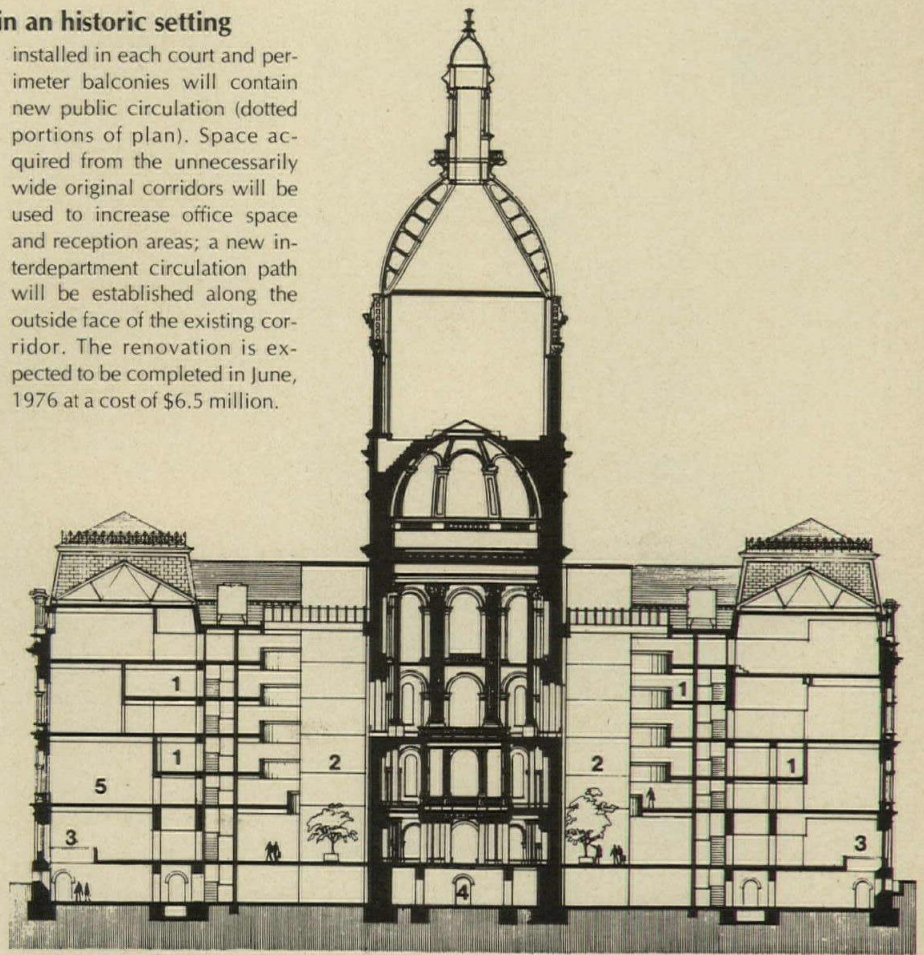 in an historic setting
installed in each court and per-
imeter balconies will contain
new public circulation (dotted
portions of plan). Space ac-
quired from the unnecessarily
wide original corridors will be
used to increase office space
and reception areas; a new in-
terdepartment circulation path
will be established along the
outside face of the existing cor-
ridor. The renovation is ex-
pected to be completed in June,
1976 at a cost of $6.5 million.
1
1
1
2
2
1
5
3
3
4